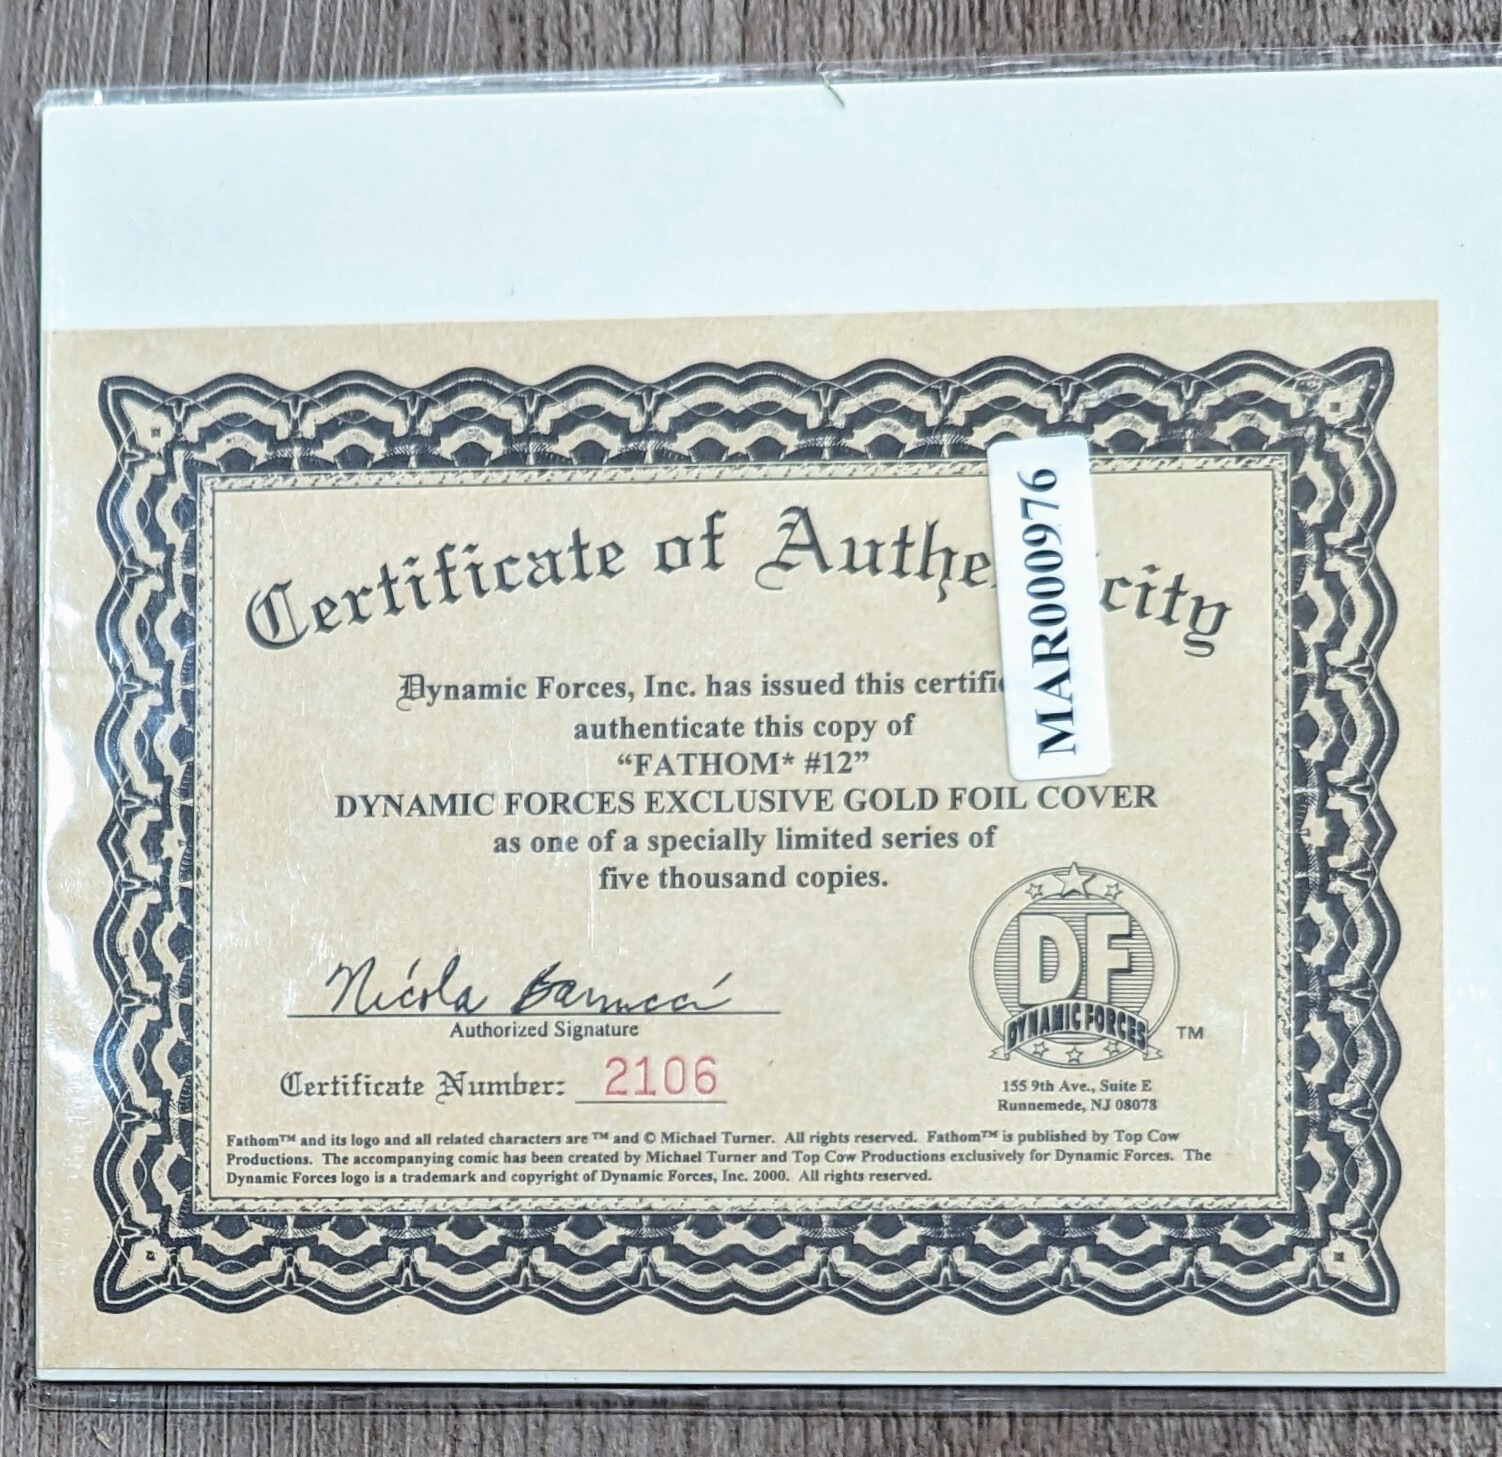 Certificate of Authe city
MAR000976
Dynamic Forces, Inc. has issued this certific
authenticate this copy of
“FATHOM* #12”
DYNAMIC FORCES EXCLUSIVE GOLD FOIL COVER
as one of a specially limited series of
five thousand copies.
DF
DYNAMIC FORCES
TM
Nicola Barrucci
Authorized Signature
Certificate Number: 2106
155 9th Ave., Suite E
Runnemede, NJ 08078
Fathom™ and its logo and all related characters are ™ and © Michael Turner. All rights reserved. Fathom™ is published by Top Cow
Productions. The accompanying comic has been created by Michael Turner and Top Cow Productions exclusively for Dynamic Forces. The
Dynamic Forces logo is a trademark and copyright of Dynamic Forces, Inc. 2000. All rights reserved.